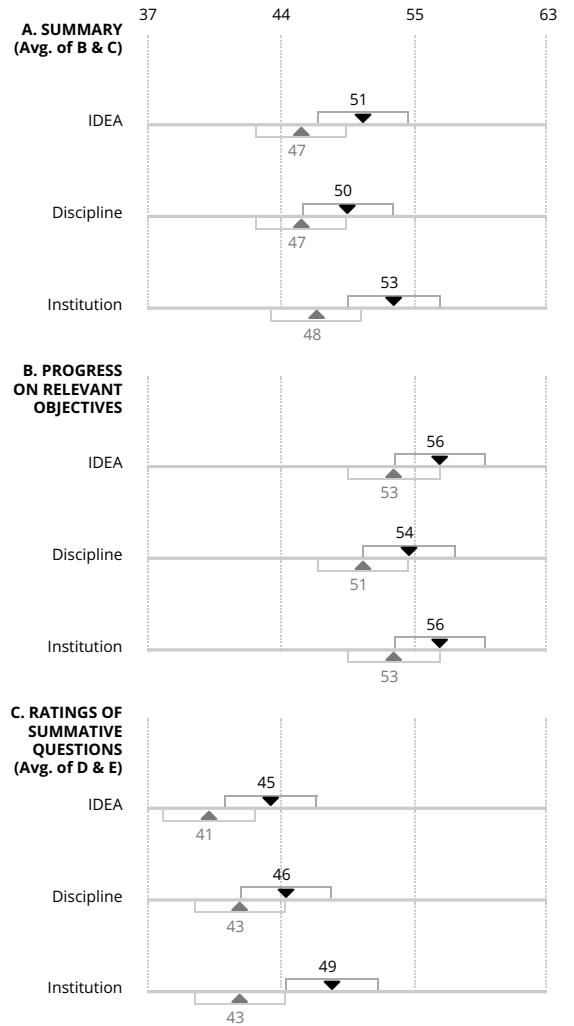 37 44 55 63
A. SUMMARY
(Avg. of B & C)
51
IDEA
47
50
Discipline
47
53
Institution
48
B. PROGRESS
ON RELEVANT
OBJECTIVES
56
IDEA
53
54
Discipline
51
56
Institution
53
C. RATINGS OF
SUMMATIVE
QUESTIONS
(Avg. of D & E)
45
IDEA
41
46
Discipline
43
49
Institution
43